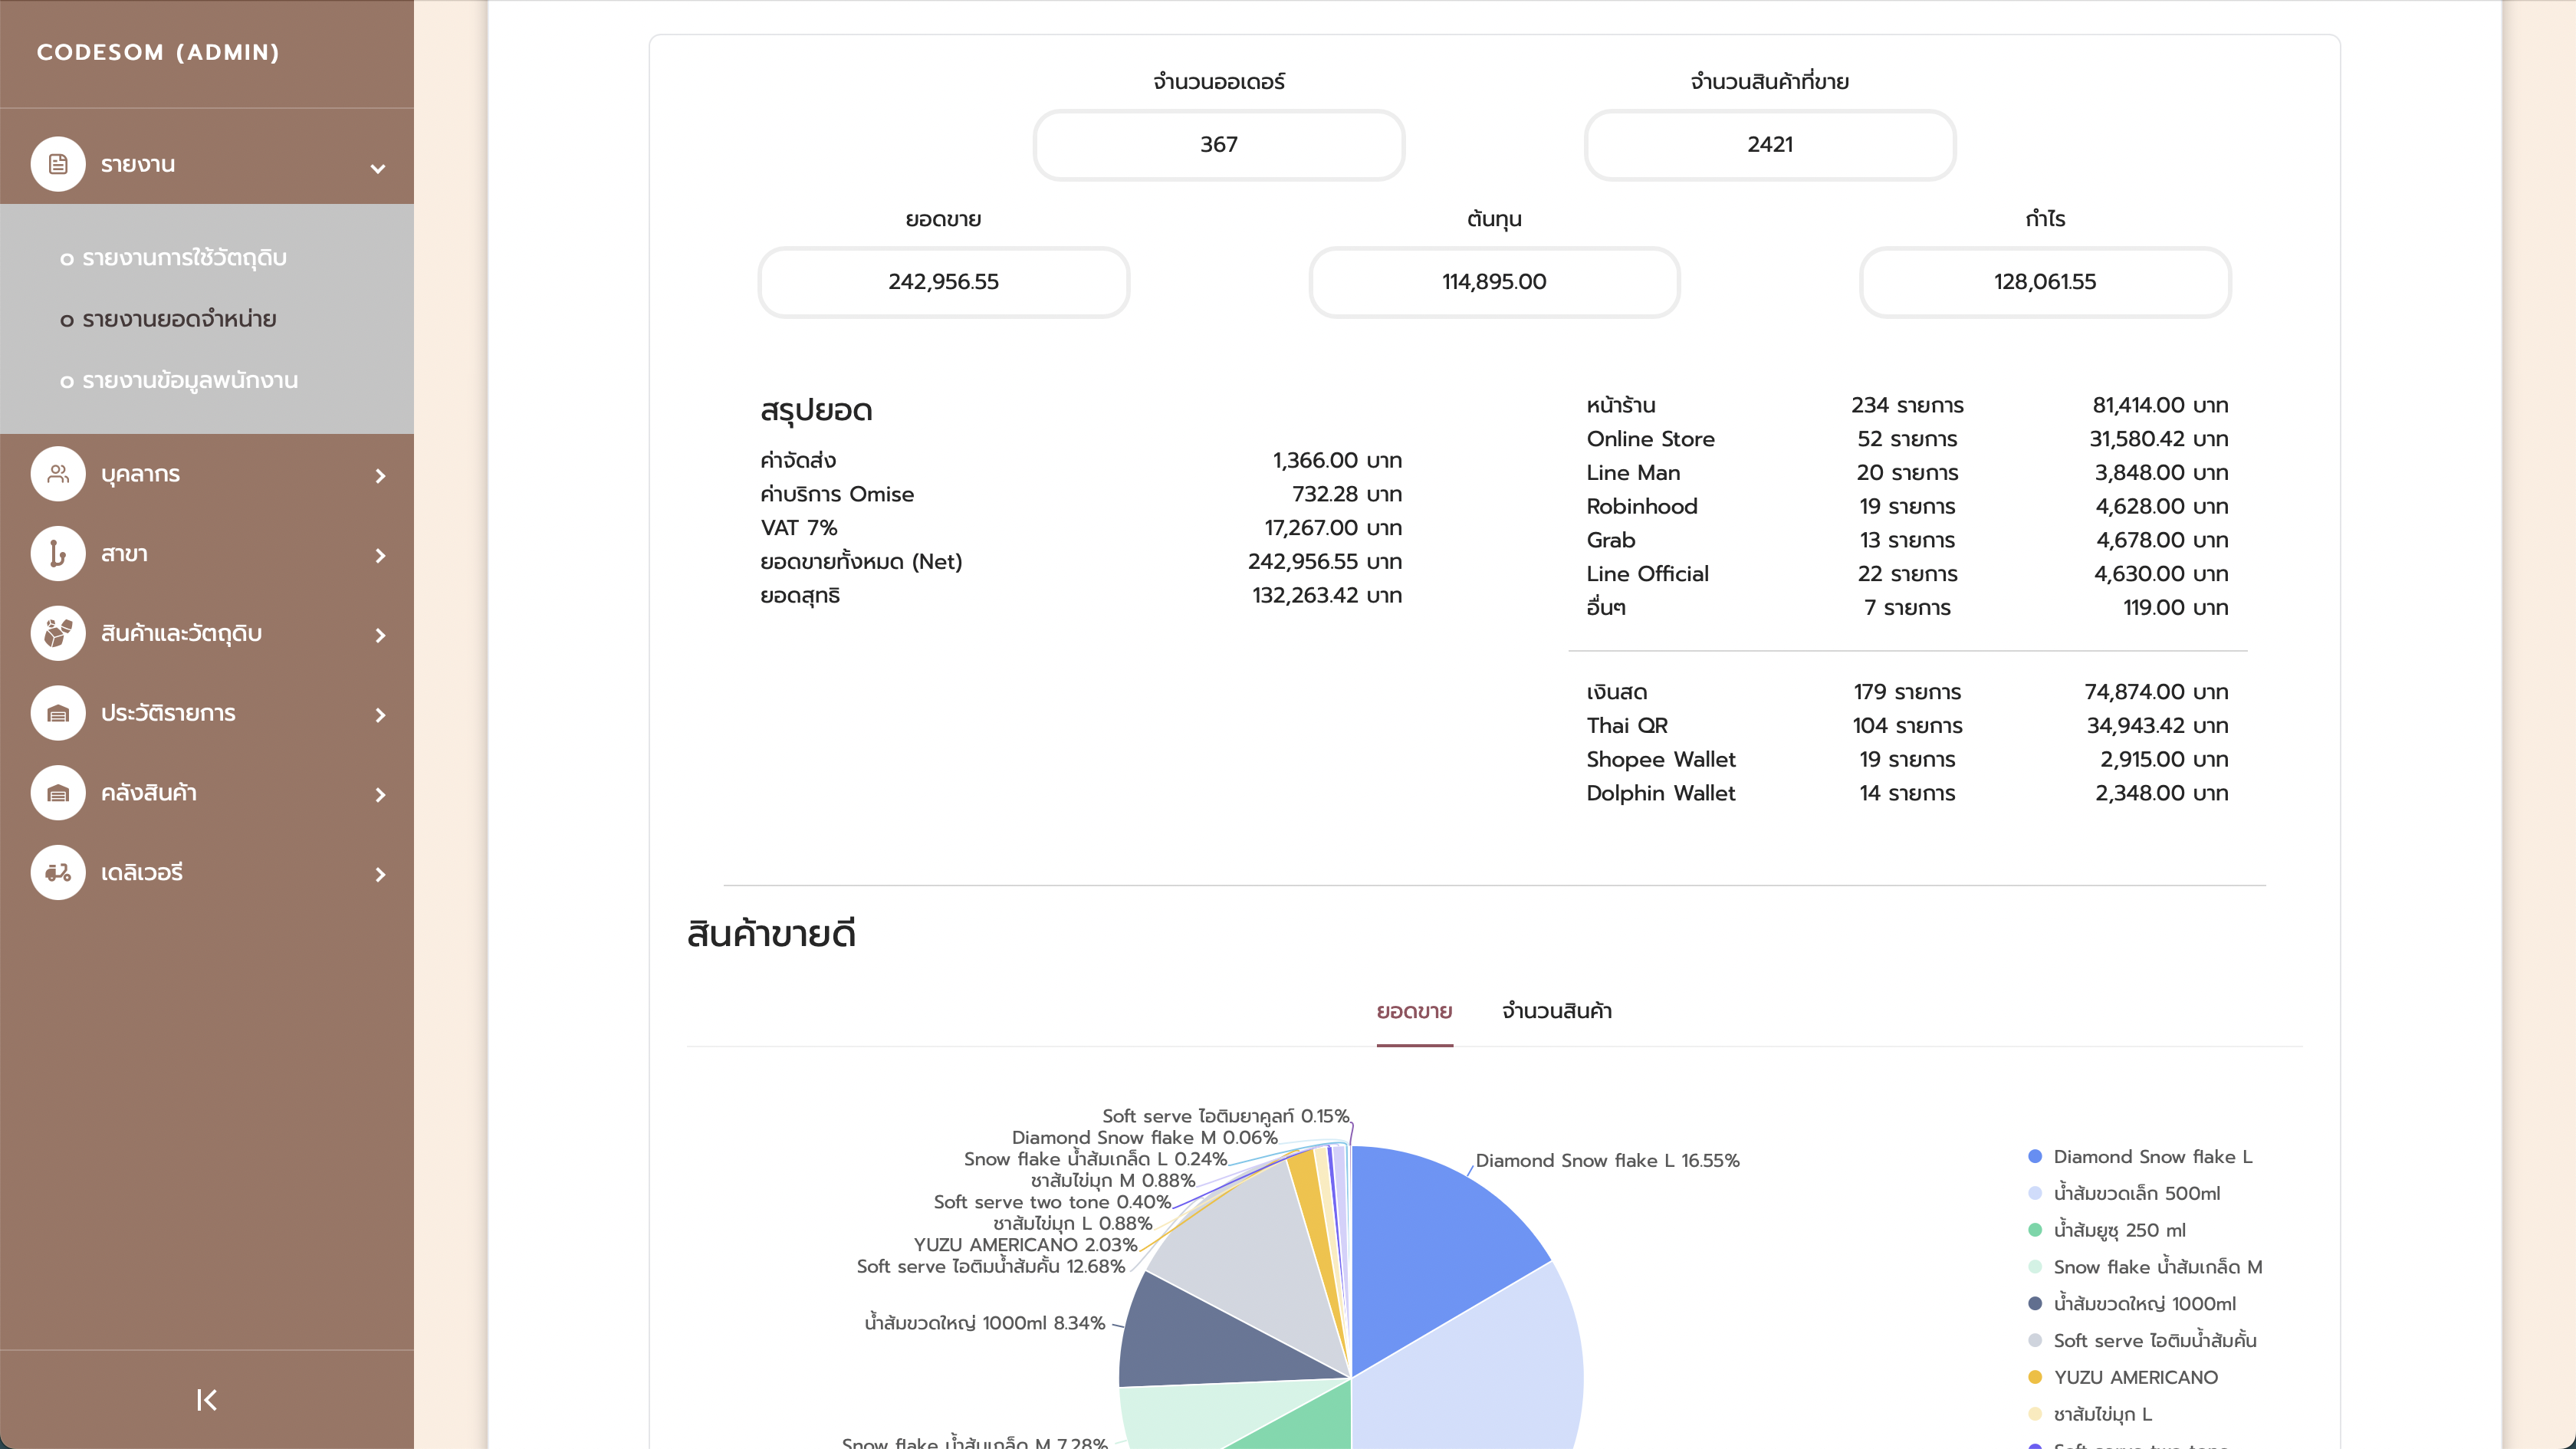 CODESOM (ADMIN)
รายงาน
รายงานการใช้วัตถุดิบ
รายงานยอดจำหน่าย
รายงานข้อมูลพนักงาน
บุคลากร
สาขา
สินค้าและวัตถุดิบ
ประวัติรายการ
คลังสินค้า
เดลิเวอรี
จำนวนออเดอร์
367
จำนวนสินค้าที่ขาย
2421
ยอดขาย
242,956.55
ต้นทุน
114,895.00
กำไร
128,061.55
สรุปยอด
ค่าจัดส่ง 1,366.00 บาท
ค่าบริการ Omise 732.28 บาท
VAT 7% 17,267.00 บาท
ยอดขายทั้งหมด (Net) 242,956.55 บาท
ยอดสุทธิ 132,263.42 บาท
หน้าร้าน 234 รายการ 81,414.00 บาท
Online Store 52 รายการ 31,580.42 บาท
Line Man 20 รายการ 3,848.00 บาท
Robinhood 19 รายการ 4,628.00 บาท
Grab 13 รายการ 4,678.00 บาท
Line Official 22 รายการ 4,630.00 บาท
อื่นๆ 7 รายการ 119.00 บาท
เงินสด 179 รายการ 74,874.00 บาท
Thai QR 104 รายการ 34,943.42 บาท
Shopee Wallet 19 รายการ 2,915.00 บาท
Dolphin Wallet 14 รายการ 2,348.00 บาท
สินค้าขายดี
ยอดขาย จำนวนสินค้า
Soft serve ไอติมยาคูลท์ 0.15%
Diamond Snow flake M 0.06%
Snow flake น้ำส้มเกล็ด L 0.24%
ชาส้มไข่มุก M 0.88%
Soft serve two tone 0.40%
ชาส้มไข่มุก L 0.88%
YUZU AMERICANO 2.03%
Soft serve ไอติมน้ำส้มคั้น 12.68%
น้ำส้มขวดใหญ่ 1000ml 8.34%
Snow flake น้ำส้มเกล็ด M 7.28%
Diamond Snow flake L 16.55%
Diamond Snow flake L
น้ำส้มขวดเล็ก 500ml
น้ำส้มยูซุ 250 ml
Snow flake น้ำส้มเกล็ด M
น้ำส้มขวดใหญ่ 1000ml
Soft serve ไอติมน้ำส้มคั้น
YUZU AMERICANO
ชาส้มไข่มุก L
Soft serve two tone